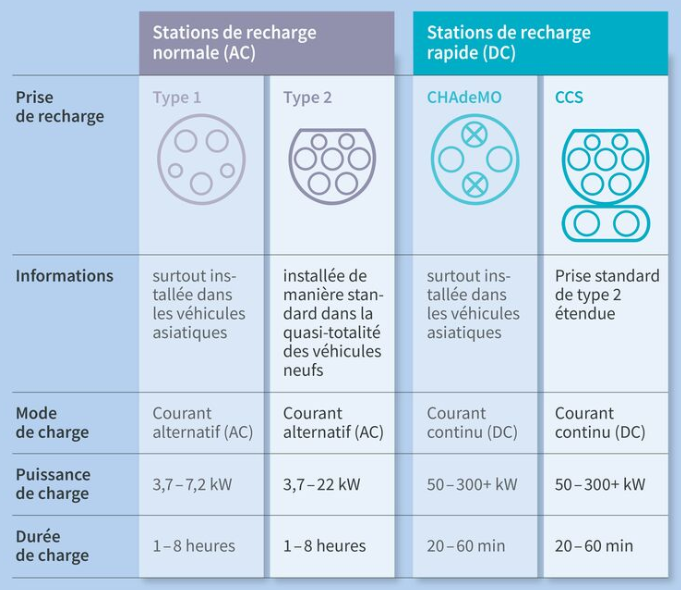 Stations de recharge
normale (AC)
Stations de recharge
rapide (DC)
Prise
de recharge
Type 1
Type 2
CHAdeMO
CCS
Informations
surtout ins-
tallée dans
les véhicules
asiatiques
installée de
manière stan-
dard dans la
quasi-totalité
des véhicules
neufs
surtout ins-
tallée dans
les véhicules
asiatiques
Prise standard
de type 2
étendue
Mode
de charge
Courant
alternatif (AC)
Courant
alternatif (AC)
Courant
continu (DC)
Courant
continu (DC)
Puissance
de charge
3,7–7,2 kW
3,7–22 kW
50–300+ kW
50–300+ kW
Durée
de charge
1–8 heures
1–8 heures
20–60 min
20–60 min